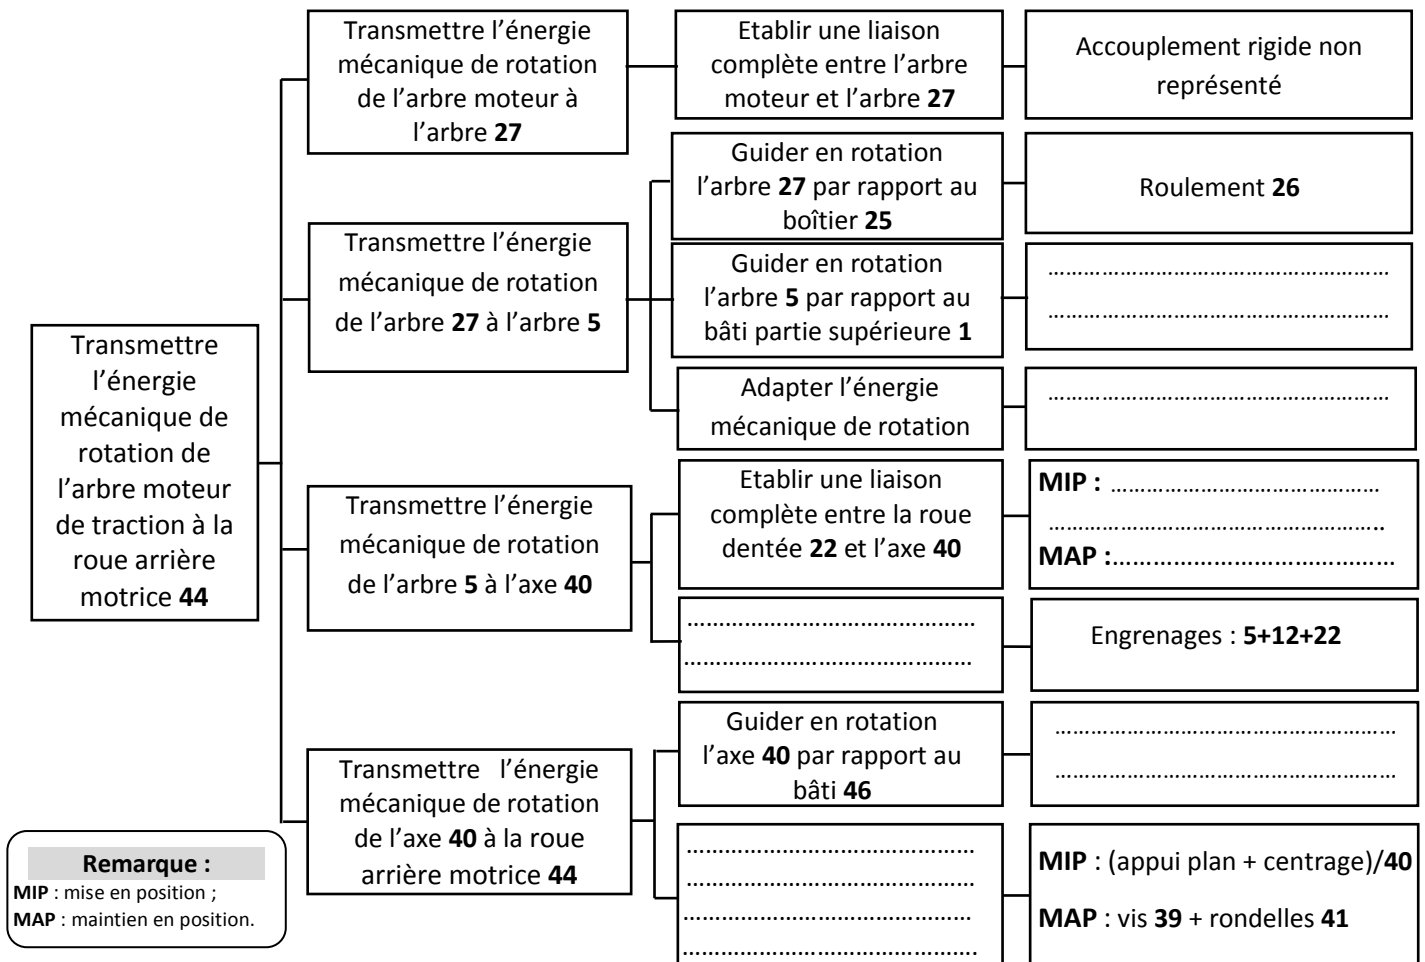 Transmettre l'énergie
mécanique de rotation
de l'arbre moteur à
l'arbre 27
Etablir une liaison
complète entre l'arbre
moteur et l'arbre 27
Accouplement rigide non
représenté
Transmettre l'énergie
mécanique de rotation
de l'arbre 27 à l'arbre 5
Guider en rotation
l'arbre 27 par rapport au
boîtier 25
Roulement 26
Guider en rotation
l'arbre 5 par rapport au
bâti partie supérieure 1
…………………………………………………
…………………………………………………
Adapter l'énergie
mécanique de rotation
…………………………………………………
Transmettre
l'énergie
mécanique de
rotation de
l'arbre moteur
de traction à la
roue arrière
motrice 44
Transmettre l'énergie
mécanique de rotation
de l'arbre 5 à l'axe 40
Etablir une liaison
complète entre la roue
dentée 22 et l'axe 40
MIP : ………………………………………
………………………………………………..
MAP :…………………………………………
…………………………………………
…………………………………………
Engrenages : 5+12+22
Transmettre l'énergie
mécanique de rotation
de l'axe 40 à la roue
arrière motrice 44
Guider en rotation
l'axe 40 par rapport au
bâti 46
…………………………………………………
…………………………………………………
…………………………………………
…………………………………………
…………………………………………
………………………………………….
MIP : (appui plan + centrage)/40
MAP : vis 39 + rondelles 41
Remarque :
MIP : mise en position ;
MAP : maintien en position.